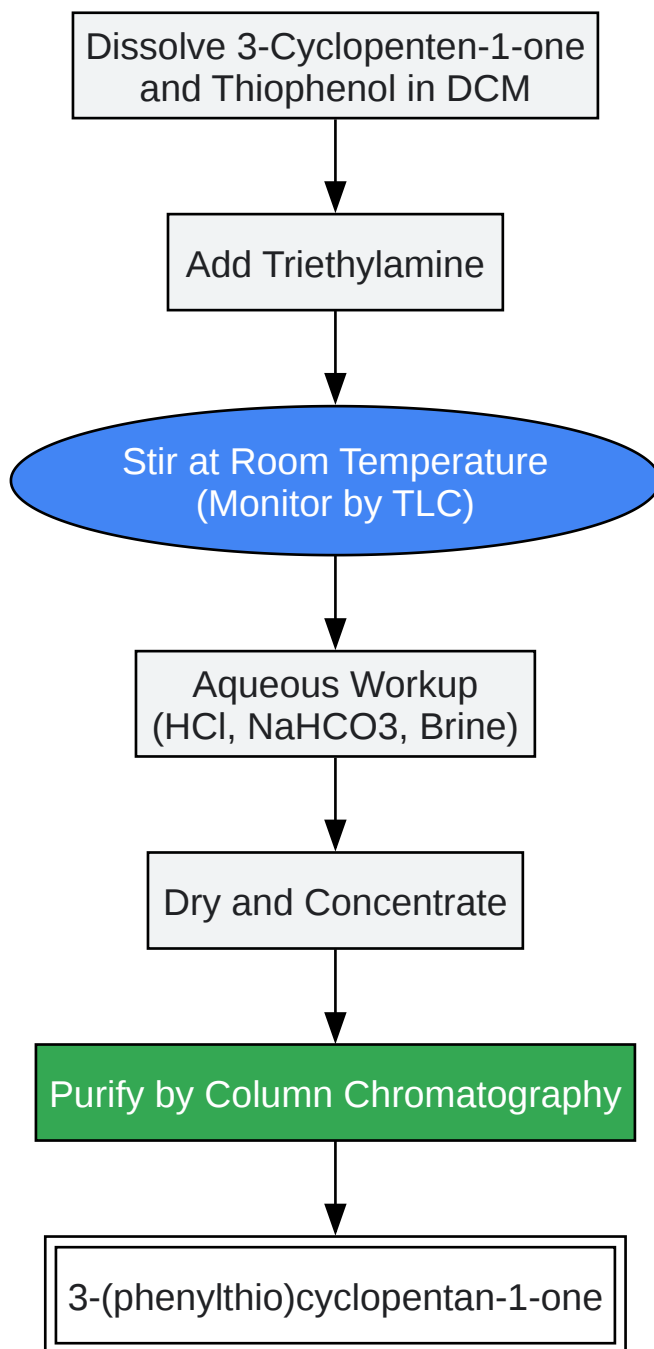 Dissolve 3-Cyclopenten-1-one
and Thiophenol in DCM
Add Triethylamine
Stir at Room Temperature
(Monitor by TLC)
Aqueous Workup
(HCl, NaHCO3, Brine)
Dry and Concentrate
Purify by Column Chromatography
3-(phenylthio)cyclopentan-1-one